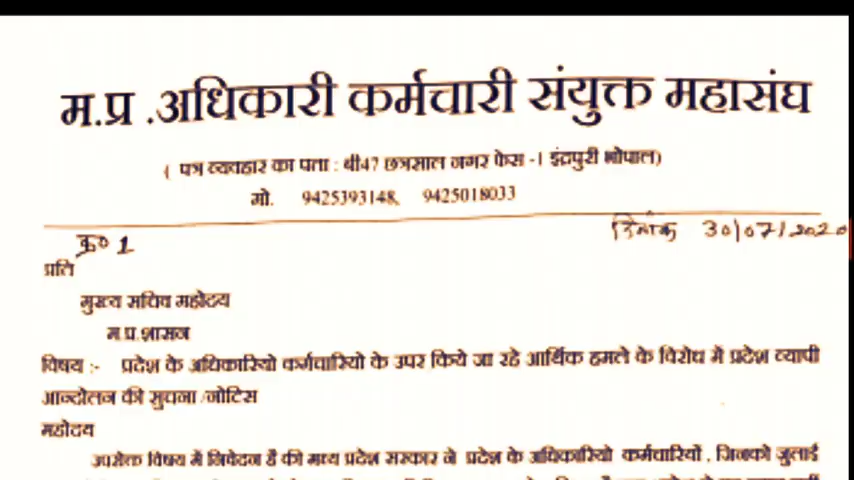 म.प्र .अधिकारी कर्मचारी संयुक्त महासंघ
( पत्र व्यवहार का पता : बी47 छत्रसाल नगर फेस -I इंद्रपुरी भोपाल)
मो. 9425393148, 9425018033
दिनांक 30/07/2020
क्र० 1
प्रति
मुख्य सचिव महोदय
म.प्र.शासन
विषय :- प्रदेश के अधिकारियो कर्मचारियो के उपर किये जा रहे आर्थिक हमले के विरोध मे प्रदेश व्यापी
आन्दोलन की सुचना /नोटिस
महोदय
उपरोक्त विषय में निवेदन है की मध्य प्रदेश सरकार ने प्रदेश के अधिकारियो कर्मचारियों , जिनको जुलाई